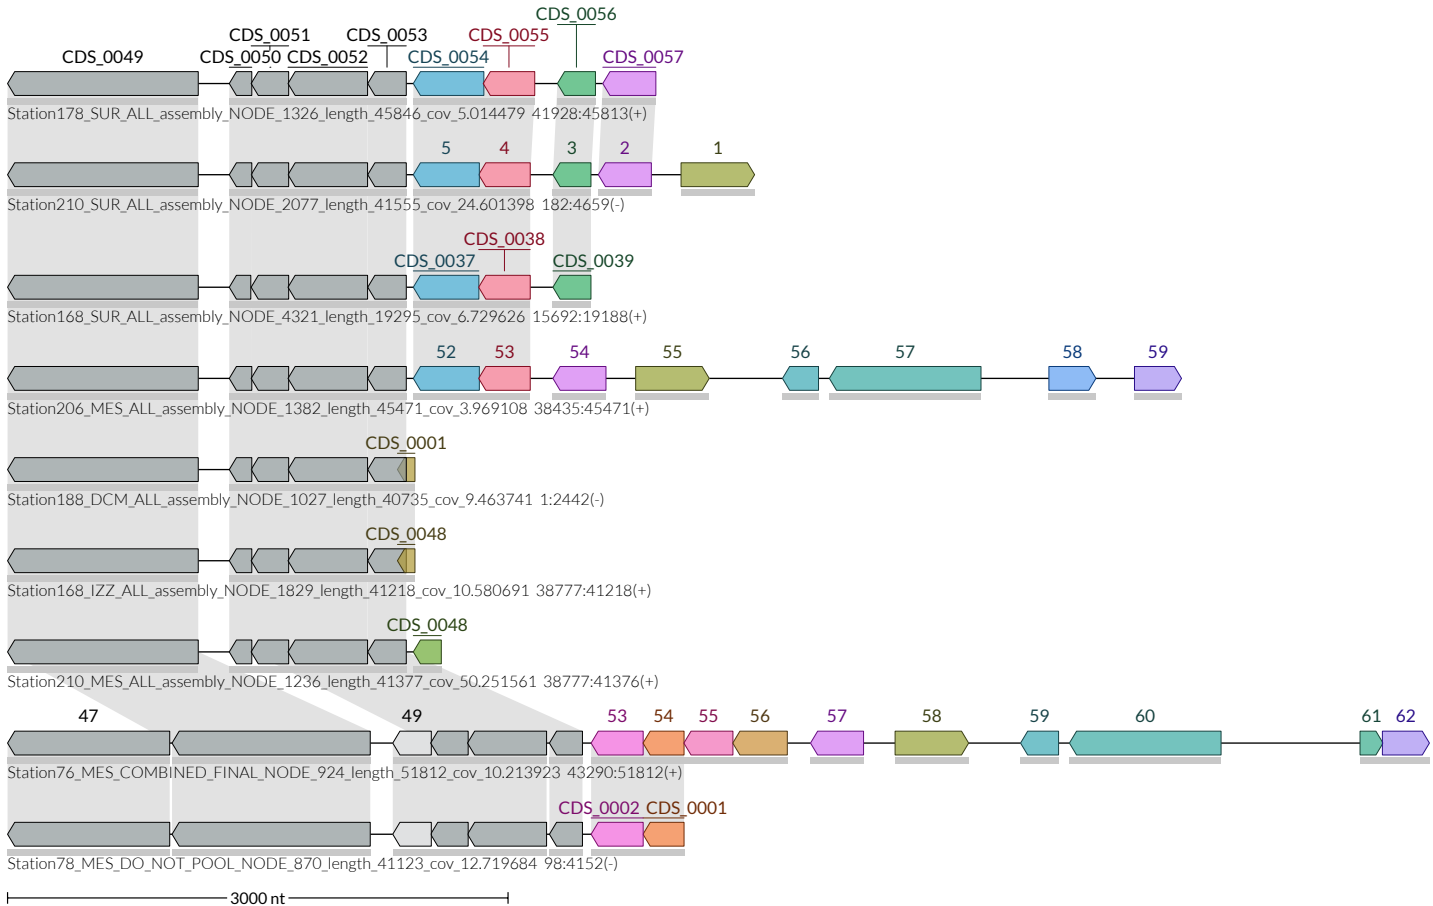 CDS_0056
CDS_0051 CDS_0053 CDS_0055
CDS_0049 CDS_0050 CDS_0052 CDS_0054 CDS_0057
Station178_SUR_ALL_assembly_NODE_1326_length_45846_cov_5.014479 41928:45813(+)
5 4 3 2 1
Station210_SUR_ALL_assembly_NODE_2077_length_41555_cov_24.601398 182:4659(-)
CDS_0038
CDS_0037 CDS_0039
Station168_SUR_ALL_assembly_NODE_4321_length_19295_cov_6.729626 15692:19188(+)
52 53 54 55 56 57 58 59
Station206_MES_ALL_assembly_NODE_1382_length_45471_cov_3.969108 38435:45471(+)
CDS_0001
Station188_DCM_ALL_assembly_NODE_1027_length_40735_cov_9.463741 1:2442(-)
CDS_0048
Station168_IZZ_ALL_assembly_NODE_1829_length_41218_cov_10.580691 38777:41218(+)
CDS_0048
Station210_MES_ALL_assembly_NODE_1236_length_41377_cov_50.251561 38777:41376(+)
47 49 53 54 55 56 57 58 59 60 61 62
Station76_MES_COMBINED_FINAL_NODE_924_length_51812_cov_10.213923 43290:51812(+)
CDS_0002 CDS_0001
Station78_MES_DO_NOT_POOL_NODE_870_length_41123_cov_12.719684 98:4152(-)
3000 nt